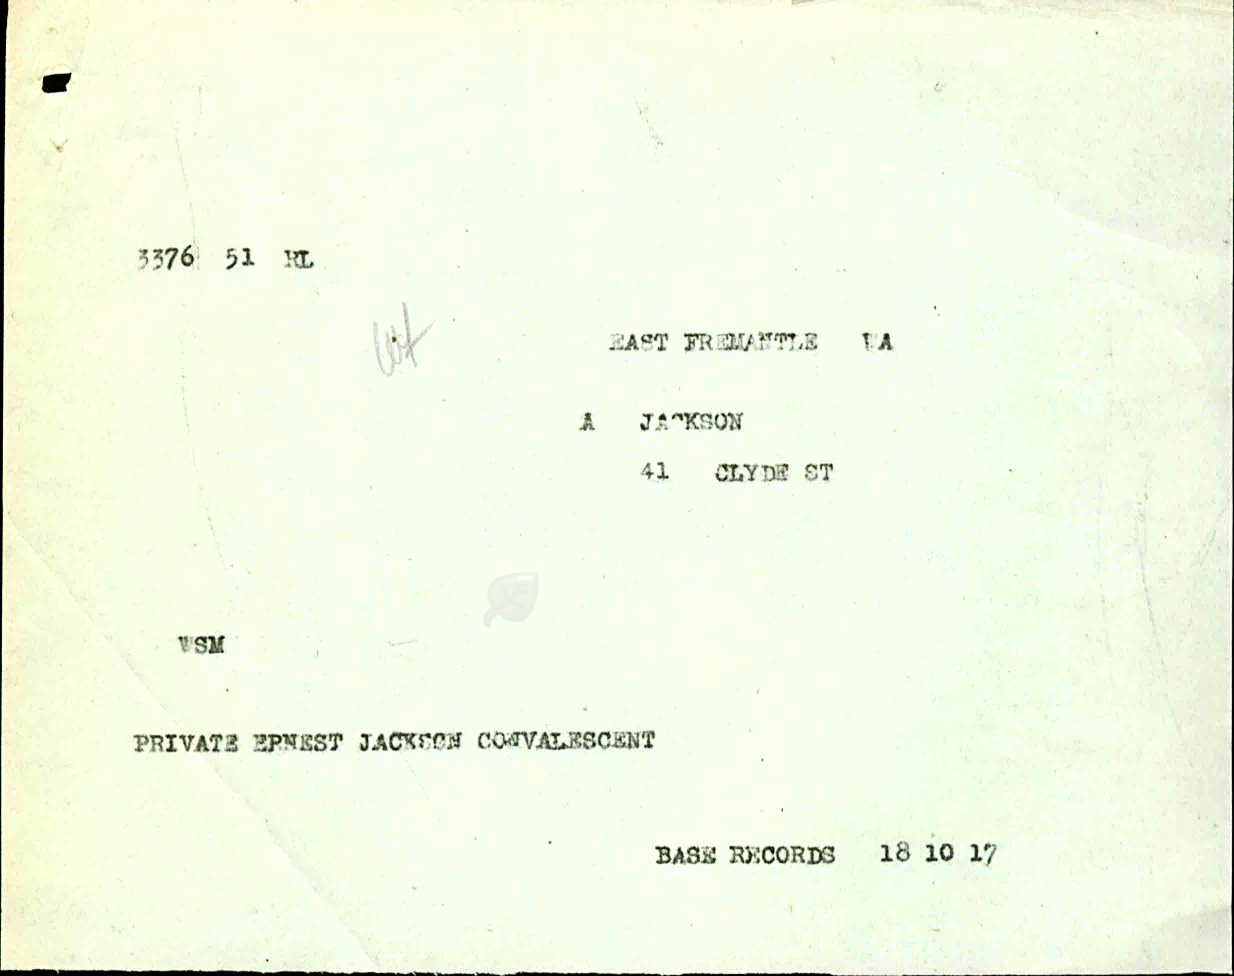 3376 51 RL
EAST FREMANTLE WA
A JACKSON
41 CLYDE ST
WSM
PRIVATE ERNEST JACKSON CONVALESCENT
BASE RECORDS 18 10 17